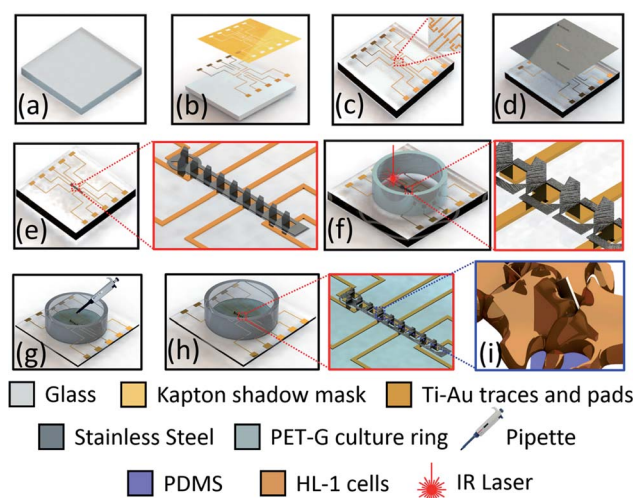 (a)
(b)
(c)
(d)
(e)
(f)
(g)
(h)
(i)
Glass
Kapton shadow mask
Ti-Au traces and pads
Stainless Steel
PET-G culture ring
Pipette
PDMS
HL-1 cells
IR Laser